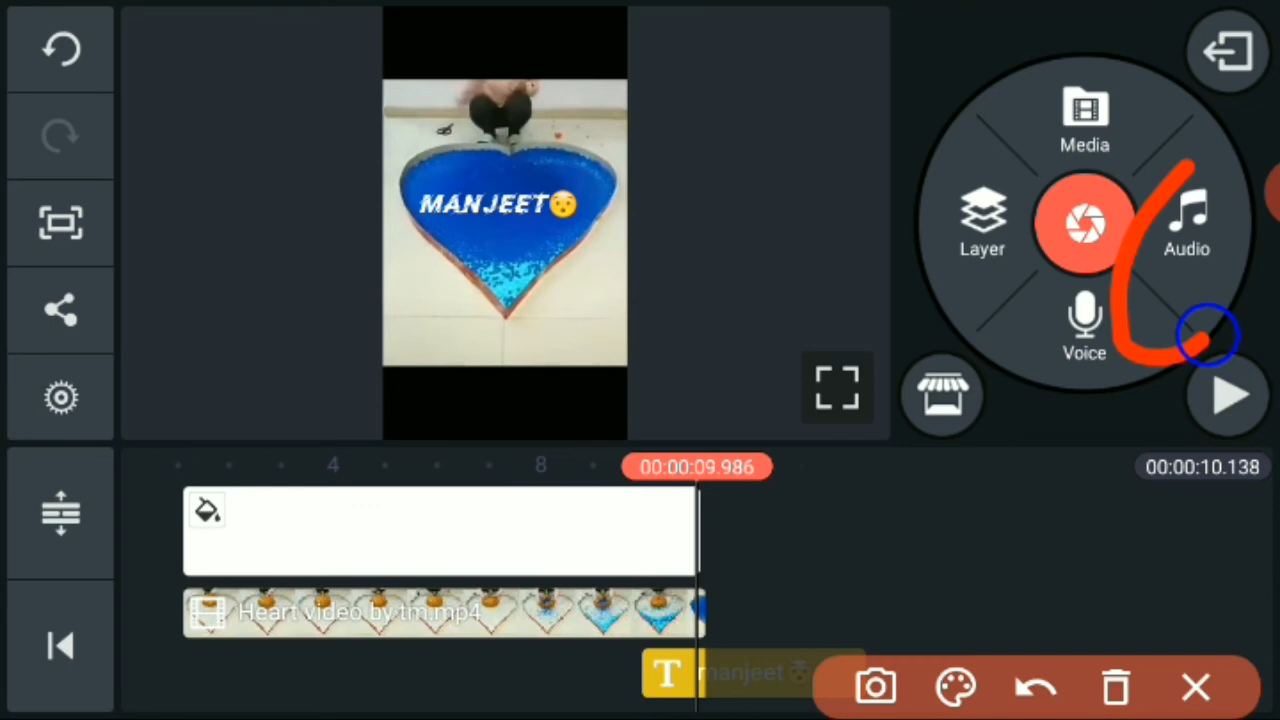 Media
MANJEET😯
Layer
Audio
Voice
4
8
00:00:09.986
00:00:10.138
Heart video by tm.mp4
T
manjeet